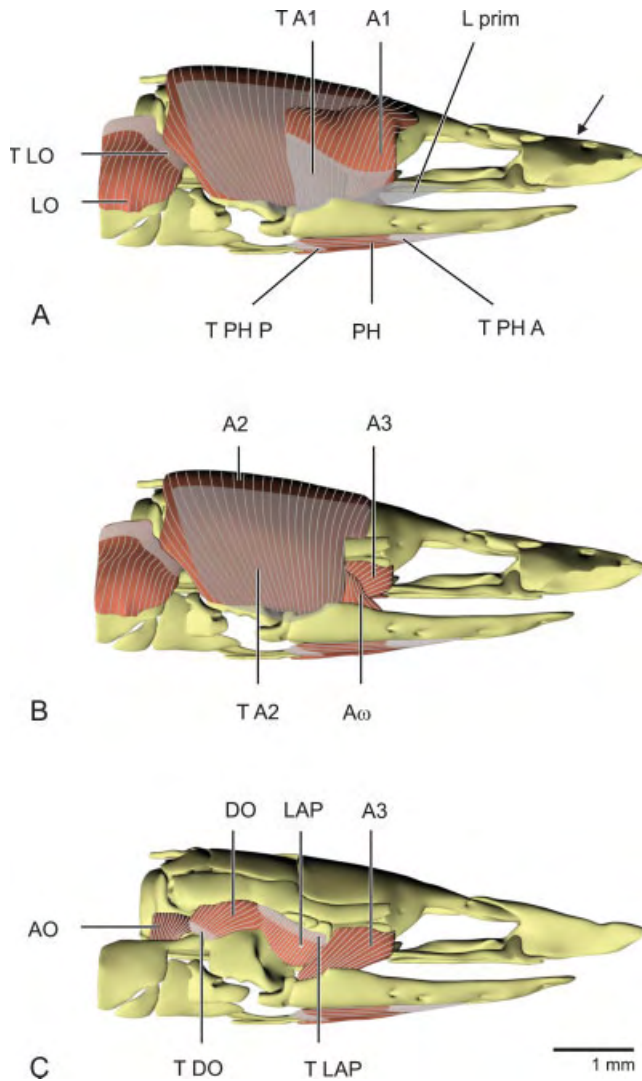 T A1 A1 L prim
T LO
LO
A T PH P PH T PH A
A2 A3
B T A2 Aω
DO LAP A3
AO
C T DO T LAP 1 mm